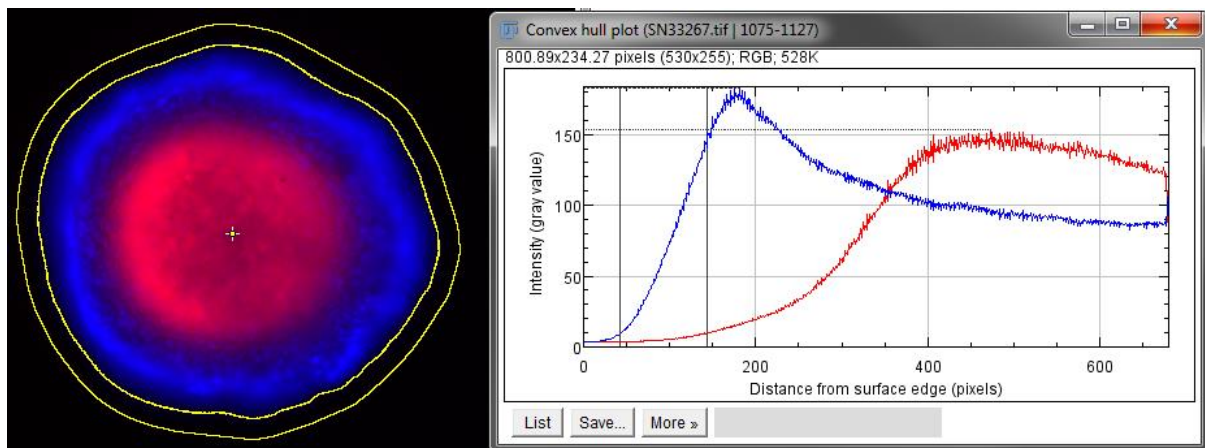 Convex hull plot (SN33267.tif | 1075-1127)
800.89x234.27 pixels (530x255); RGB; 528K
150
100
50
0
Intensity (gray value)
0 200 400 600
Distance from surface edge (pixels)
List Save... More »